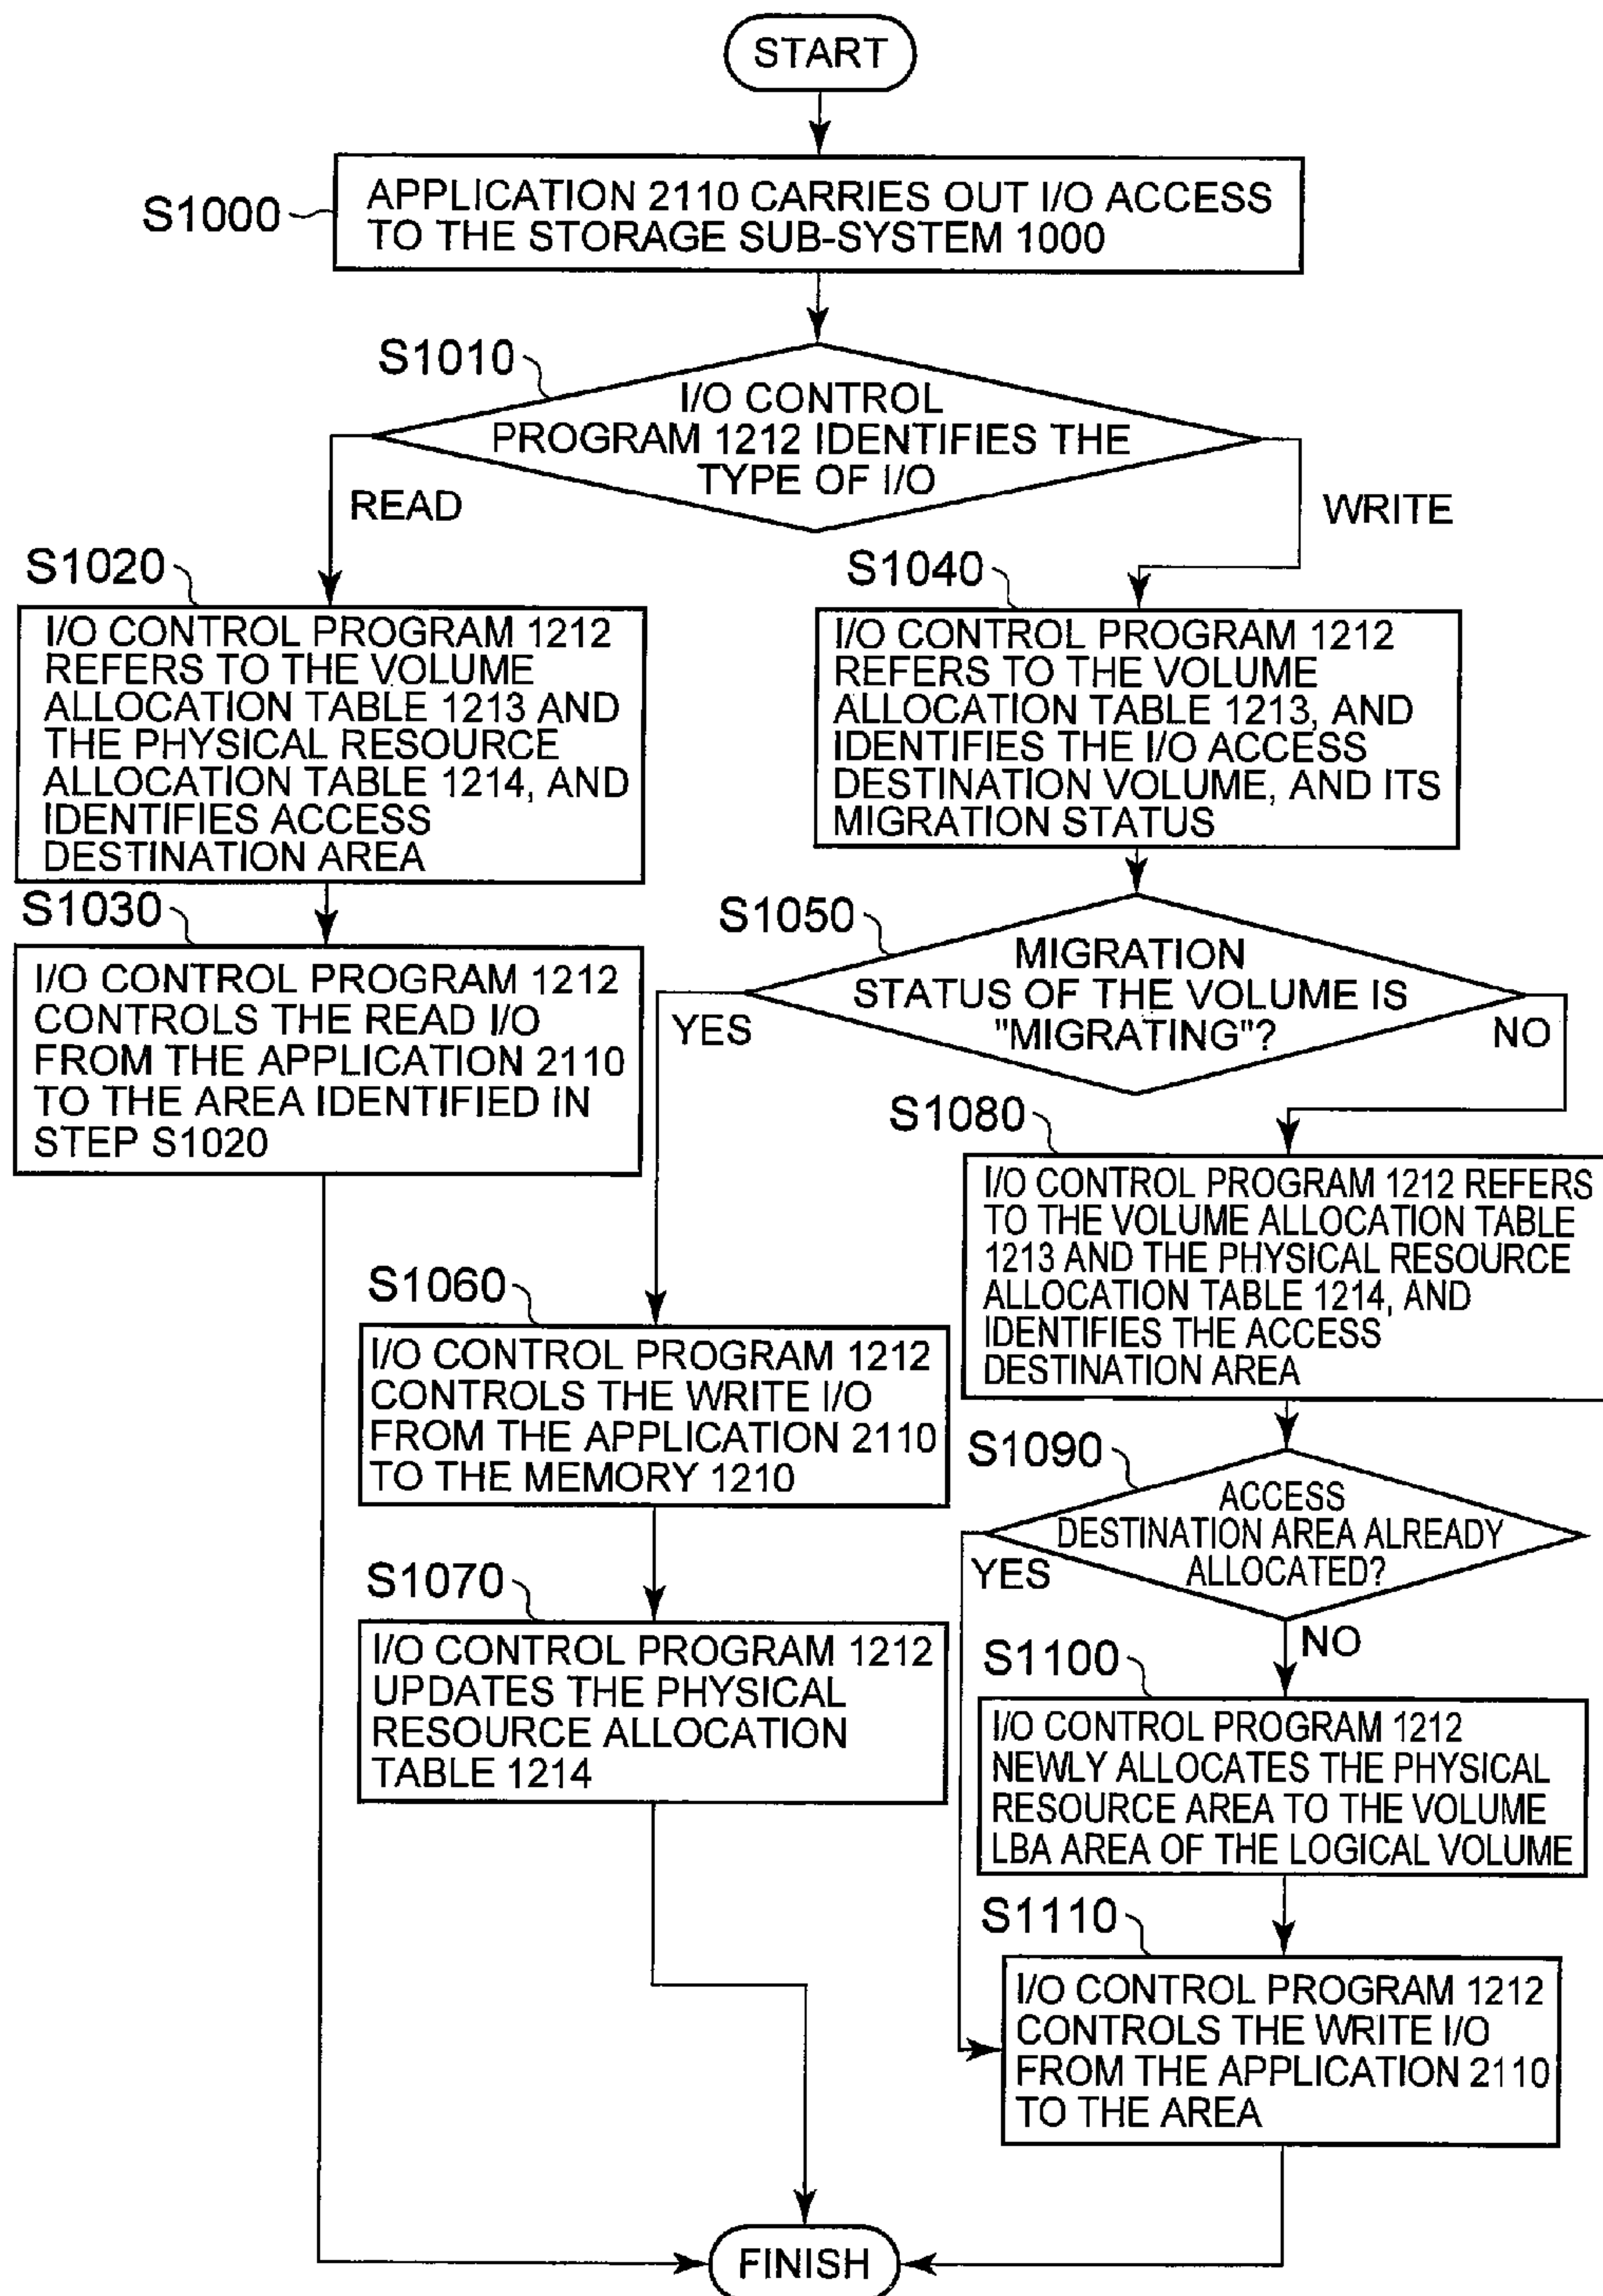 START
S1000
APPLICATION 2110 CARRIES OUT I/O ACCESS
TO THE STORAGE SUB-SYSTEM 1000
S1010
I/O CONTROL
PROGRAM 1212 IDENTIFIES THE
TYPE OF I/O
READ
WRITE
S1020
I/O CONTROL PROGRAM 1212
REFERS TO THE VOLUME
ALLOCATION TABLE 1213 AND
THE PHYSICAL RESOURCE
ALLOCATION TABLE 1214, AND
IDENTIFIES ACCESS
DESTINATION AREA
S1030
I/O CONTROL PROGRAM 1212
CONTROLS THE READ I/O
FROM THE APPLICATION 2110
TO THE AREA IDENTIFIED IN
STEP S1020
S1040
I/O CONTROL PROGRAM 1212
REFERS TO THE VOLUME
ALLOCATION TABLE 1213, AND
IDENTIFIES THE I/O ACCESS
DESTINATION VOLUME, AND ITS
MIGRATION STATUS
S1050
MIGRATION
STATUS OF THE VOLUME IS
"MIGRATING"?
YES
NO
S1060
I/O CONTROL PROGRAM 1212
CONTROLS THE WRITE I/O
FROM THE APPLICATION 2110
TO THE MEMORY 1210
S1070
I/O CONTROL PROGRAM 1212
UPDATES THE PHYSICAL
RESOURCE ALLOCATION
TABLE 1214
S1080
I/O CONTROL PROGRAM 1212 REFERS
TO THE VOLUME ALLOCATION TABLE
1213 AND THE PHYSICAL RESOURCE
ALLOCATION TABLE 1214, AND
IDENTIFIES THE ACCESS
DESTINATION AREA
S1090
ACCESS
DESTINATION AREA ALREADY
ALLOCATED?
YES
NO
S1100
I/O CONTROL PROGRAM 1212
NEWLY ALLOCATES THE PHYSICAL
RESOURCE AREA TO THE VOLUME
LBA AREA OF THE LOGICAL VOLUME
S1110
I/O CONTROL PROGRAM 1212
CONTROLS THE WRITE I/O
FROM THE APPLICATION 2110
TO THE AREA
FINISH